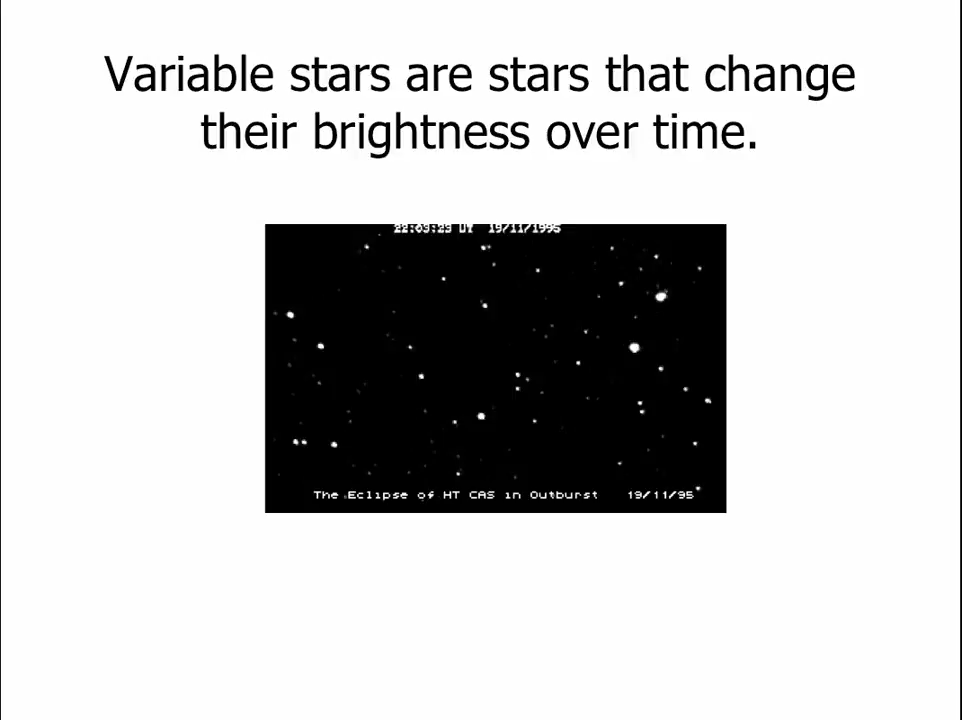 Variable stars are stars that change
their brightness over time.
22:03:23 UT 19/11/1995
The Eclipse of HT CAS in Outburst 19/11/95